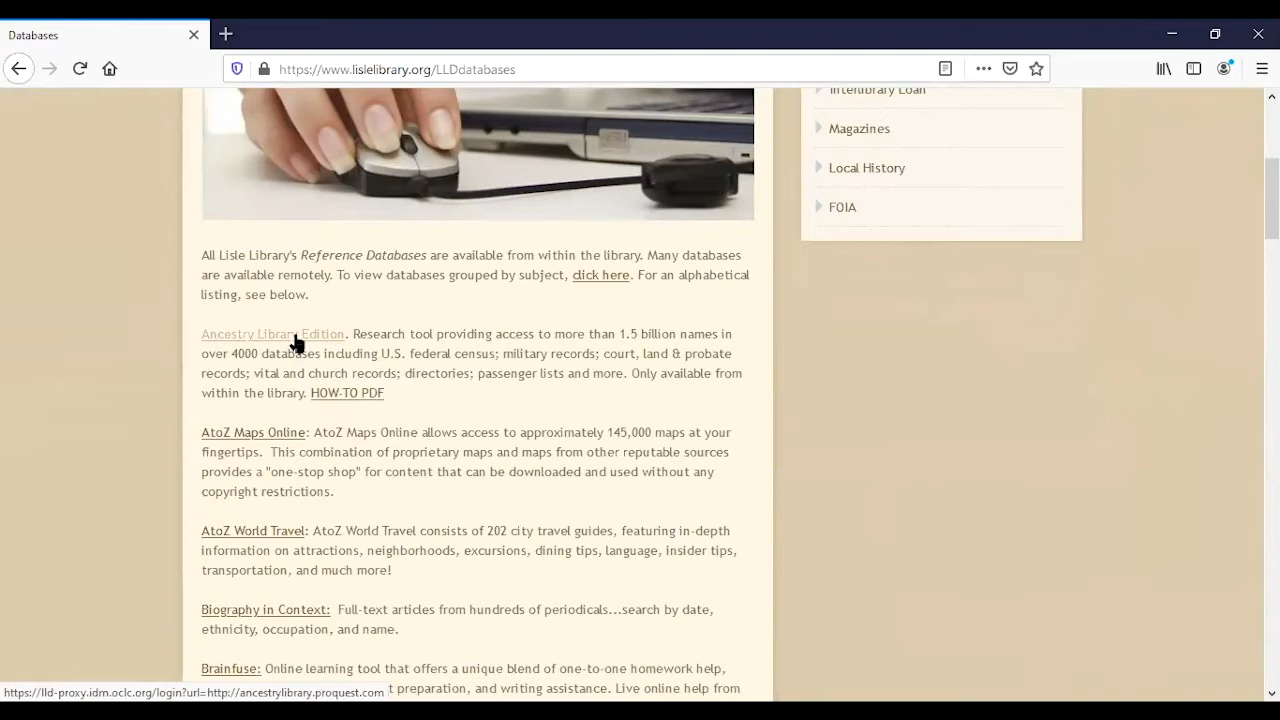 Databases
https://www.lislelibrary.org/LLDdatabases
Interlibrary Loan
Magazines
Local History
FOIA
All Lisle Library's Reference Databases are available from within the library. Many databases
are available remotely. To view databases grouped by subject, click here. For an alphabetical
listing, see below.
Ancestry Library Edition. Research tool providing access to more than 1.5 billion names in
over 4000 databases including U.S. federal census; military records; court, land & probate
records; vital and church records; directories; passenger lists and more. Only available from
within the library. HOW-TO PDF
AtoZ Maps Online: AtoZ Maps Online allows access to approximately 145,000 maps at your
fingertips. This combination of proprietary maps and maps from other reputable sources
provides a "one-stop shop" for content that can be downloaded and used without any
copyright restrictions.
AtoZ World Travel: AtoZ World Travel consists of 202 city travel guides, featuring in-depth
information on attractions, neighborhoods, excursions, dining tips, language, insider tips,
transportation, and much more!
Biography in Context: Full-text articles from hundreds of periodicals...search by date,
ethnicity, occupation, and name.
Brainfuse: Online learning tool that offers a unique blend of one-to-one homework help,
https://lld-proxy.idm.oclc.org/login?url=http://ancestrylibrary.proquest.com t preparation, and writing assistance. Live online help from